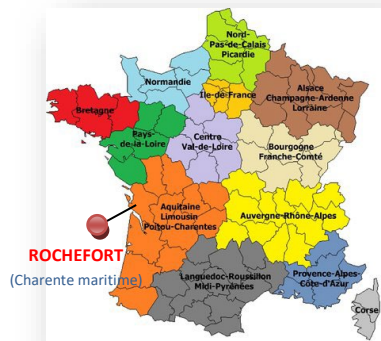 Nord-
Pas-de-Calais
Picardie
Normandie
Ile-de-France
Alsace
Champagne-Ardenne
Lorraine
Bretagne
Pays-
de-la-Loire
Centre
Val-de-Loire
Bourgogne
Franche-Comté
Aquitaine
Limousin
Poitou-Charentes
Auvergne-Rhône-Alpes
ROCHEFORT
(Charente maritime)
Languedoc-Roussillon
Midi-Pyrénées
Provence-Alpes
Côte-d'Azur
Corse